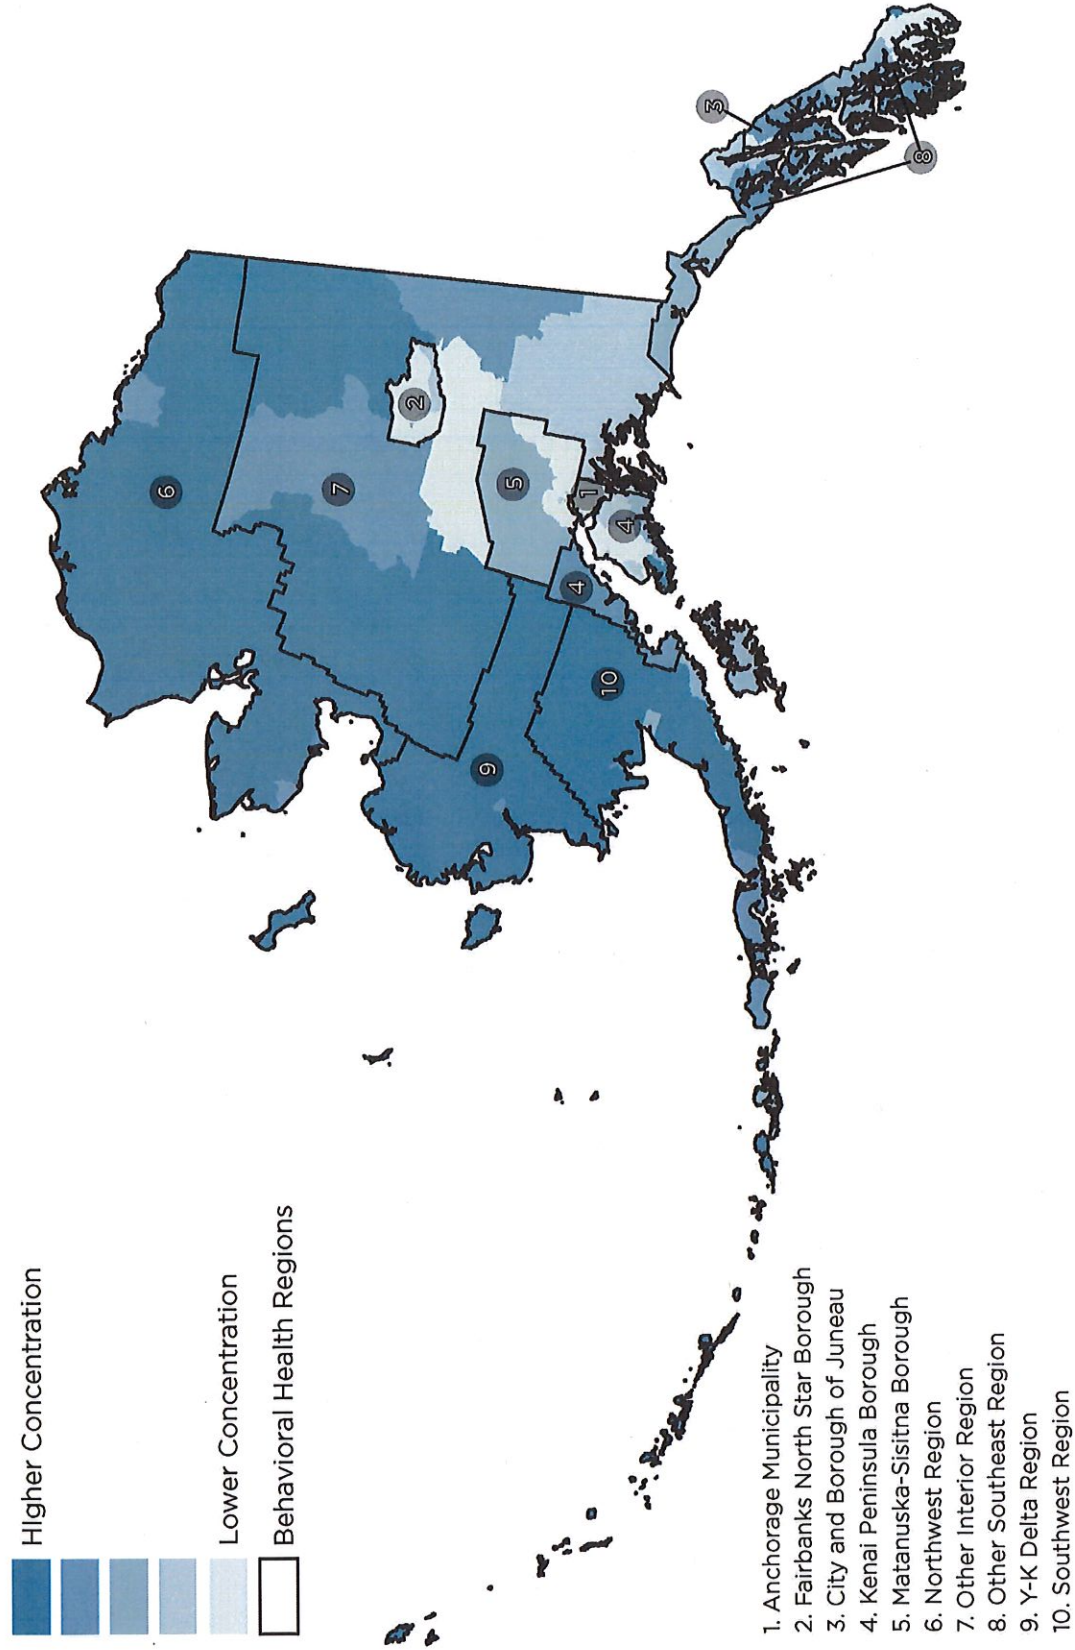 HIgher Concentration
Lower Concentration
Behavioral Health Regions
1. Anchorage Municipality
2. Fairbanks North Star Borough
3. City and Borough of Juneau
4. Kenai Peninsula Borough
5. Matanuska-Sisitna Borough
6. Northwest Region
7. Other Interior Region
8. Other Southeast Region
9. Y-K Delta Region
10. Southwest Region
6
7
2
3
5
1
4
4
8
9
10